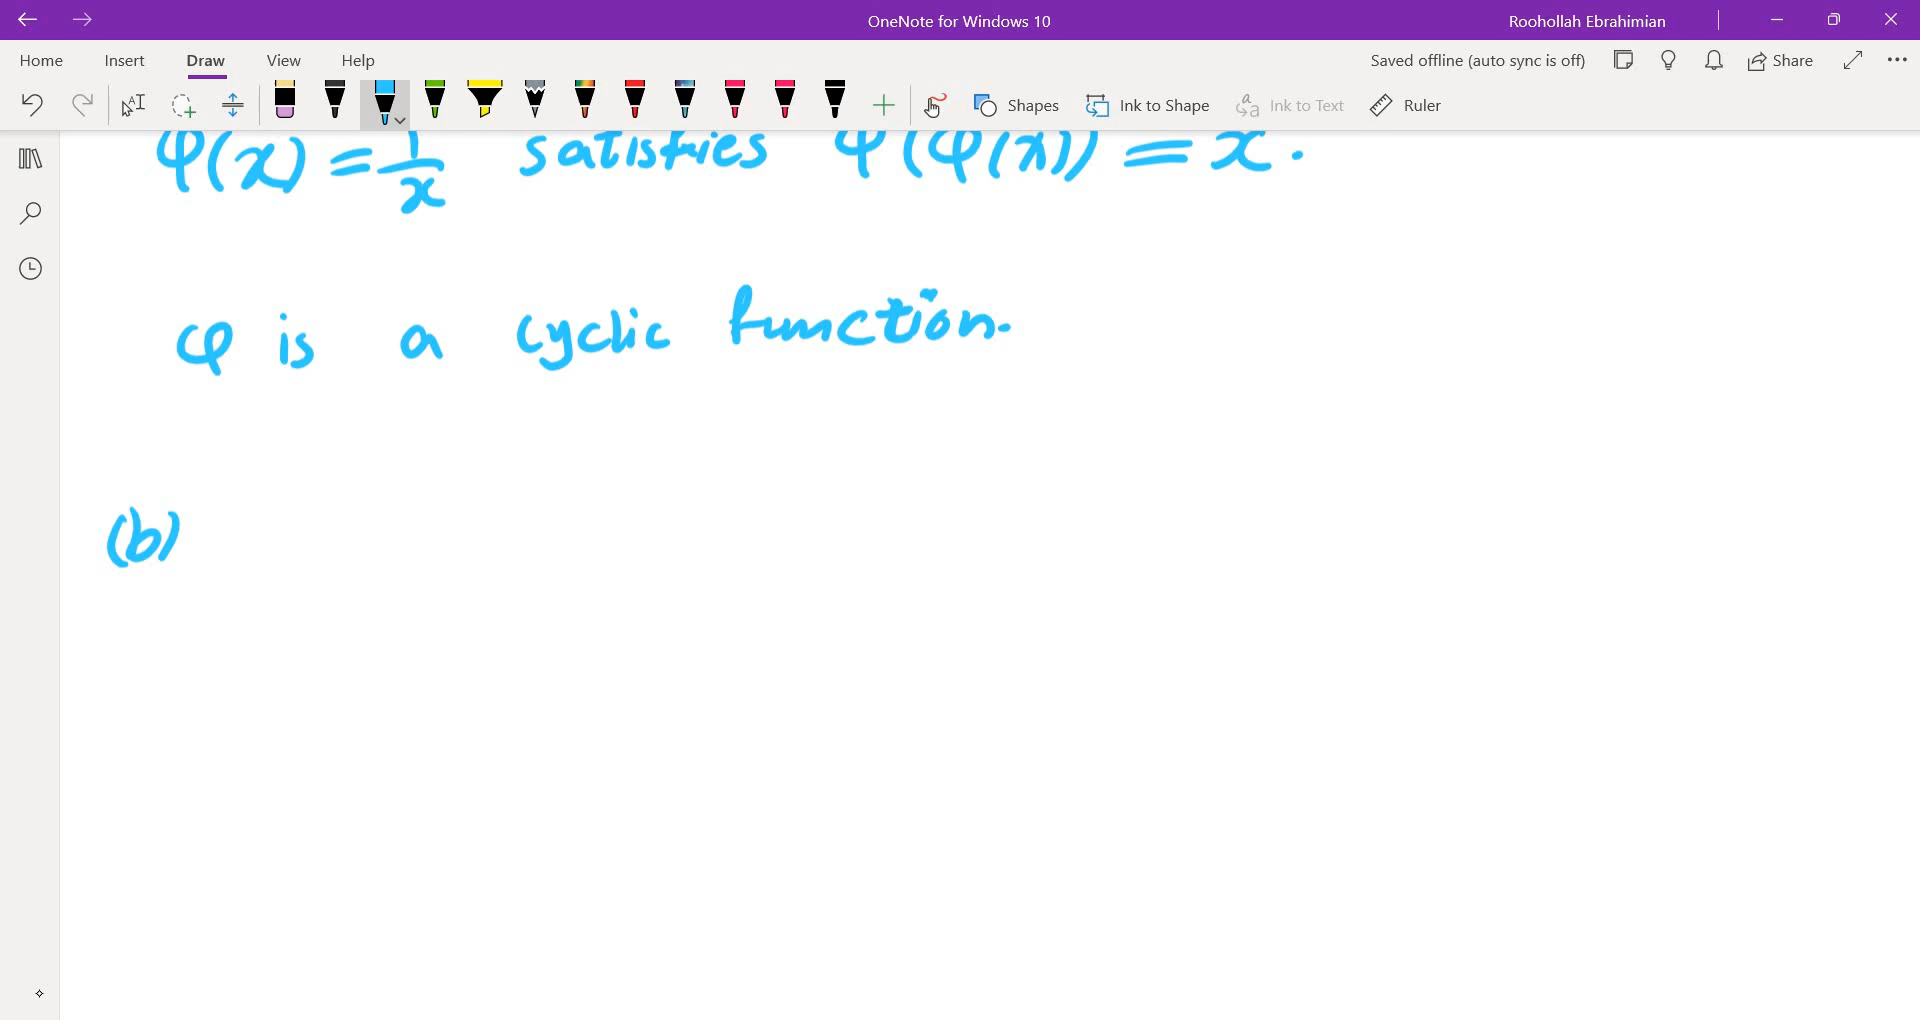 OneNote for Windows 10
Roohollah Ebrahimian
Home Insert Draw View Help
Saved offline (auto sync is off) Share
Shapes Ink to Shape Ink to Text Ruler
φ(x) = 1/x satisfies φ(φ(x)) = x.
φ is a cyclic function.
(b)